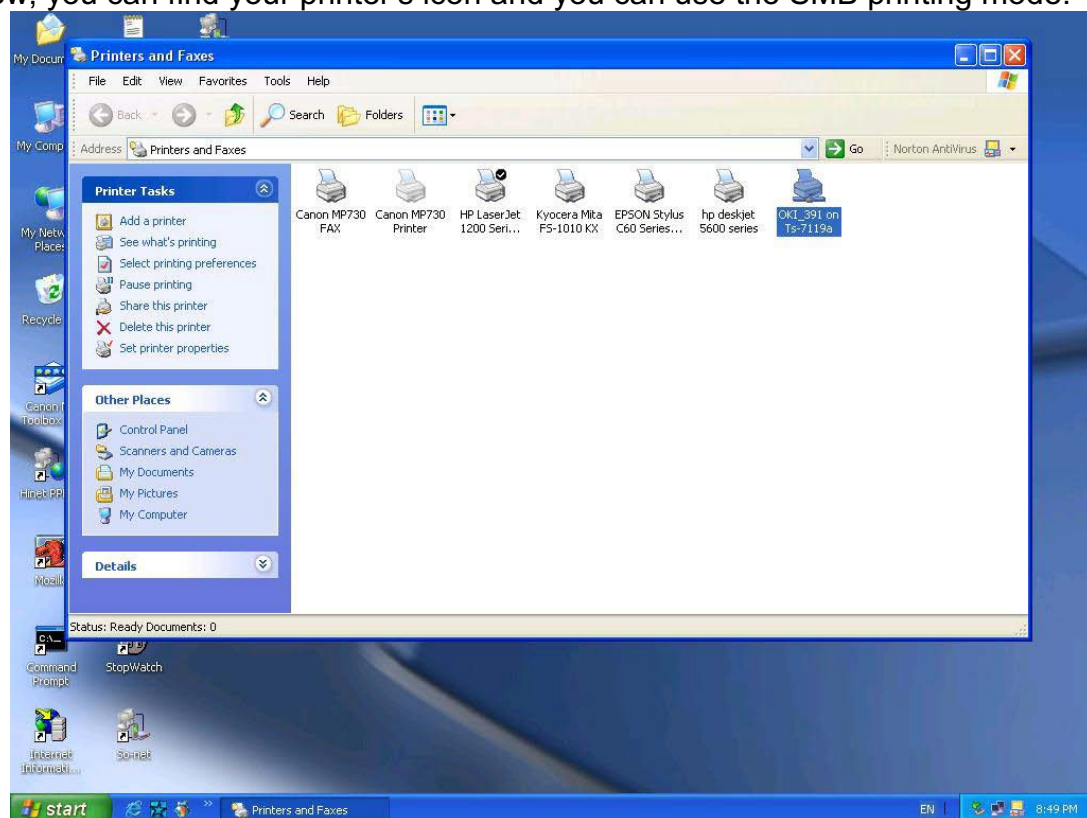 ow, you can find your printer's icon and you can use the SMB printing mode.
My Docum
Printers and Faxes
File Edit View Favorites Tools Help
Back Search Folders
My Comp
Address Printers and Faxes Go Norton AntiVirus
Printer Tasks
Add a printer
See what's printing
Select printing preferences
Pause printing
Share this printer
Delete this printer
Set printer properties
Canon MP730 FAX
Canon MP730 Printer
HP LaserJet 1200 Seri...
Kyocera Mita FS-1010 KX
EPSON Stylus C60 Series...
hp deskjet 5600 series
OKI_391 on Ts-7119a
My Netw
Places
Recycle
Canon
Toolbox
Hinet PP
Mozill
Other Places
Control Panel
Scanners and Cameras
My Documents
My Pictures
My Computer
Details
Status: Ready Documents: 0
C:\_
Command
Prompt
StopWatch
Internet
Informati...
So-net
start
Printers and Faxes
EN
8:49 PM